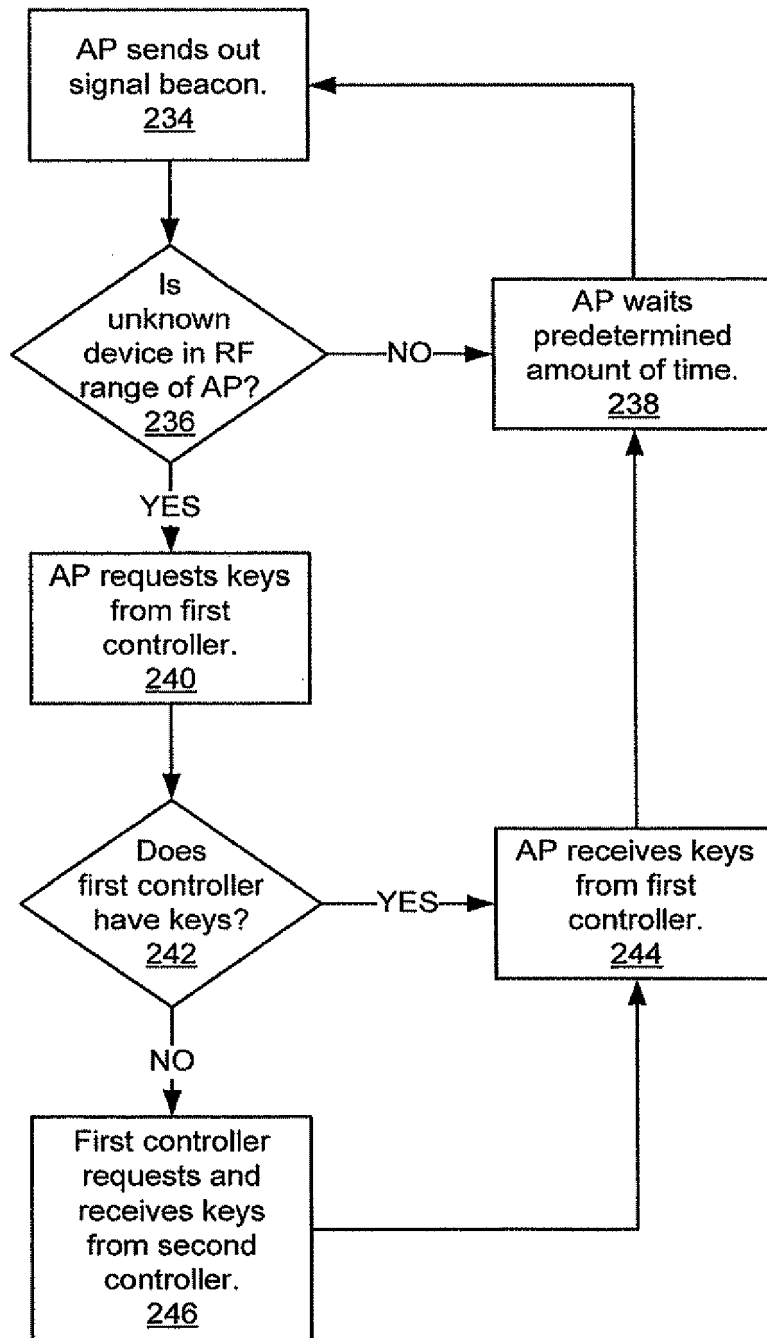 AP sends out
signal beacon.
234
Is
unknown
device in RF
range of AP?
236
NO
AP waits
predetermined
amount of time.
238
YES
AP requests keys
from first
controller.
240
Does
first controller
have keys?
242
YES
AP receives keys
from first
controller.
244
NO
First controller
requests and
receives keys
from second
controller.
246